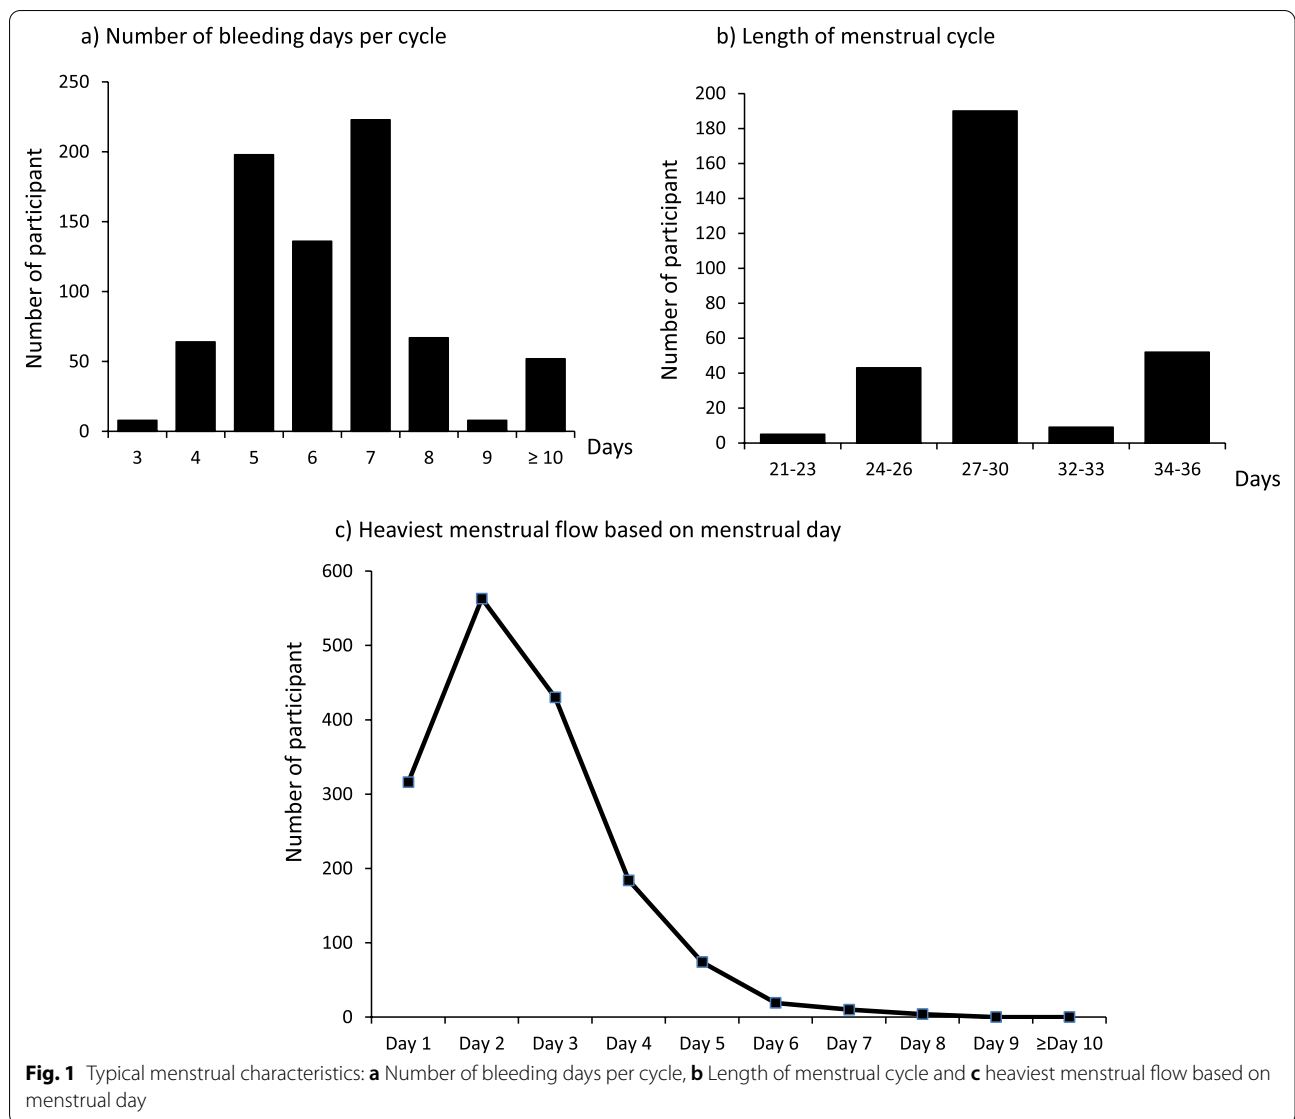 a) Number of bleeding days per cycle
Number of participant
250
200
150
100
50
0
3 4 5 6 7 8 9 ≥ 10
Days
b) Length of menstrual cycle
Number of participant
200
180
160
140
120
100
80
60
40
20
0
21-23 24-26 27-30 32-33 34-36
Days
c) Heaviest menstrual flow based on menstrual day
Number of participant
600
500
400
300
200
100
0
Day 1 Day 2 Day 3 Day 4 Day 5 Day 6 Day 7 Day 8 Day 9 ≥Day 10
Fig. 1 Typical menstrual characteristics: a Number of bleeding days per cycle, b Length of menstrual cycle and c heaviest menstrual flow based on
menstrual day